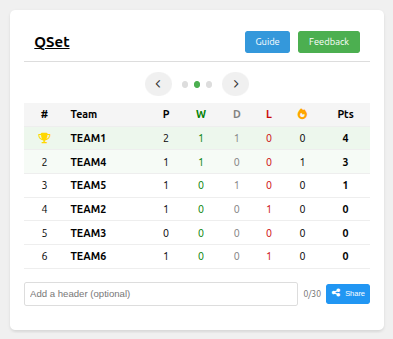 QSet Guide Feedback
# Team P W D L Pts
TEAM1 2 1 1 0 0 4
2 TEAM4 1 1 0 0 1 3
3 TEAM5 1 0 1 0 0 1
4 TEAM2 1 0 0 1 0 0
5 TEAM3 0 0 0 0 0 0
6 TEAM6 1 0 0 1 0 0
Add a header (optional) 0/30 Share